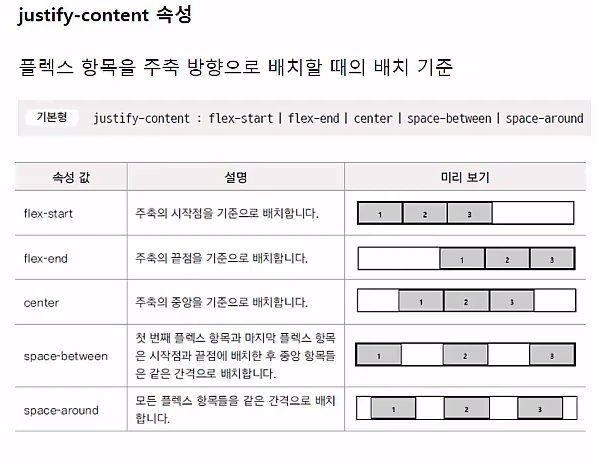 justify-content 속성
플렉스 항목을 주축 방향으로 배치할 때의 배치 기준
기본형 justify-content : flex-start | flex-end | center | space-between | space-around
속성 값 설명 미리 보기
flex-start 주축의 시작점을 기준으로 배치합니다. 1 2 3
flex-end 주축의 끝점을 기준으로 배치합니다. 1 2 3
center 주축의 중앙을 기준으로 배치합니다. 1 2 3
첫 번째 플렉스 항목과 마지막 플렉스 항목
space-between 은 시작점과 끝점에 배치한 후 중앙 항목들 1 2 3
은 같은 간격으로 배치합니다.
모든 플렉스 항목들을 같은 간격으로 배치
space-around 합니다. 1 2 3